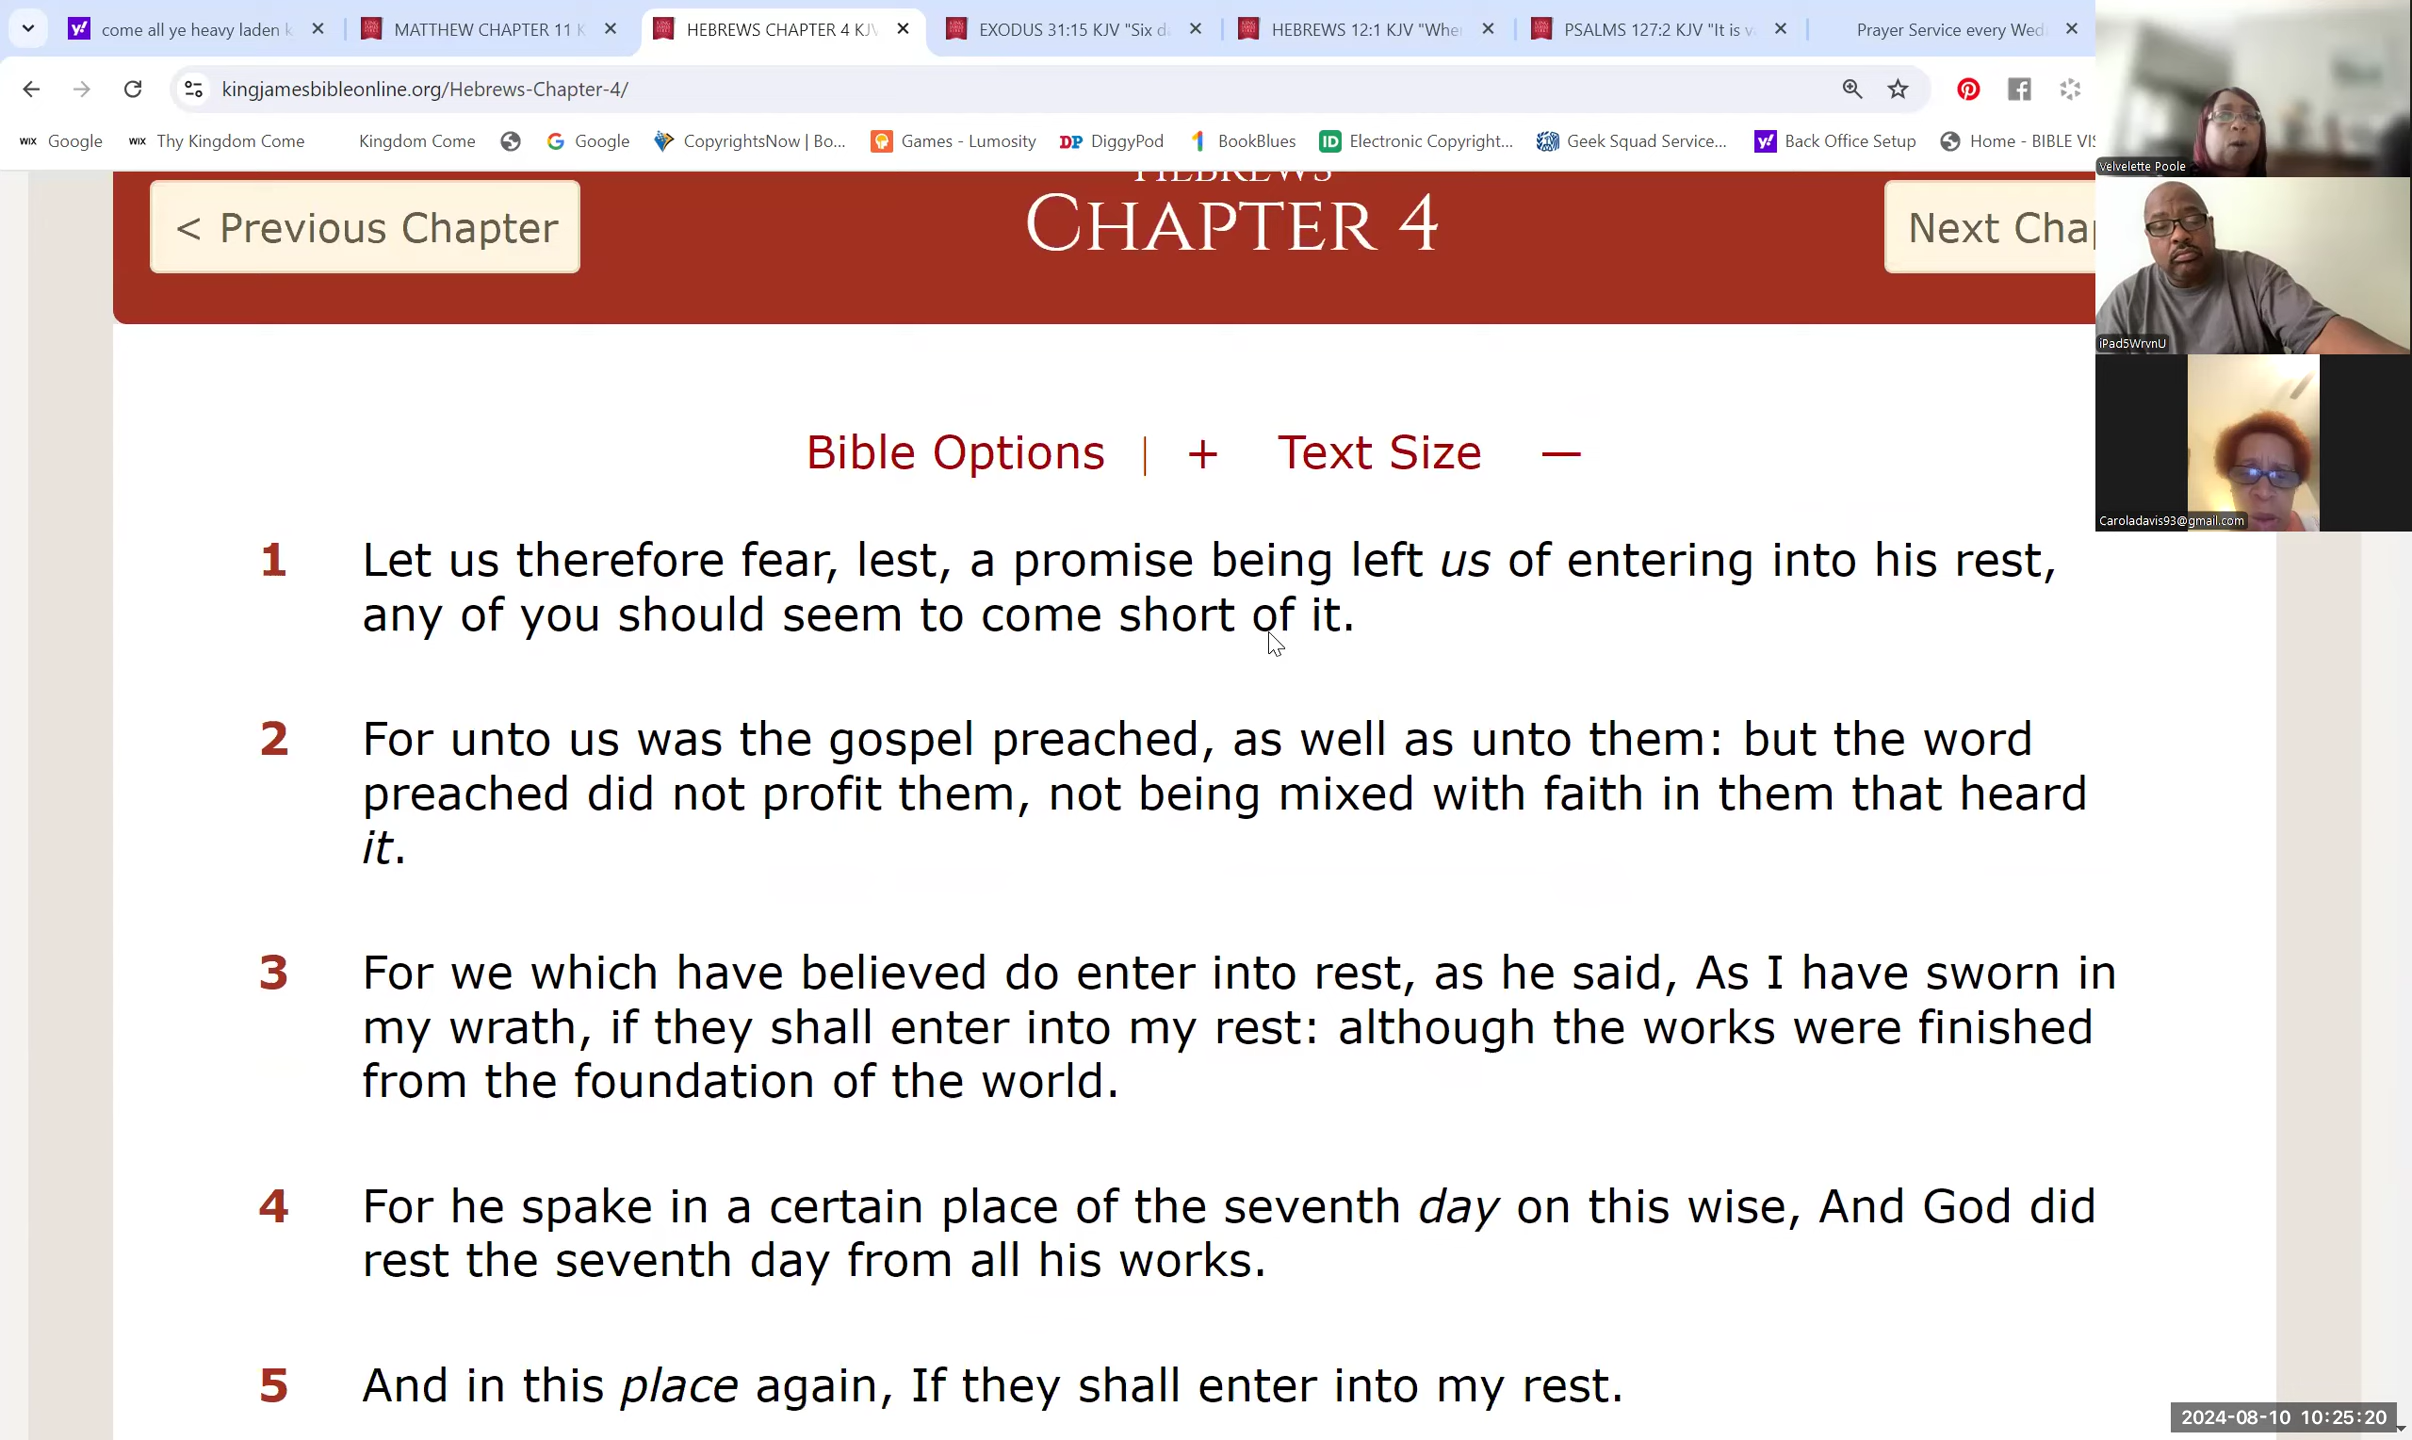 come all ye heavy laden k
MATTHEW CHAPTER 11 K
HEBREWS CHAPTER 4 KJV
EXODUS 31:15 KJV "Six d
HEBREWS 12:1 KJV "Whe
PSALMS 127:2 KJV "It is v
Prayer Service every Wed
kingjamesbibleonline.org/Hebrews-Chapter-4/
WIX Google
WIX Thy Kingdom Come
Kingdom Come
Google
CopyrightsNow | Bo...
Games - Lumosity
DP DiggyPod
BookBlues
ID Electronic Copyright...
Geek Squad Service...
Back Office Setup
Home - BIBLE VIS
Velvelette Poole
iPad5WrvnU
Caroladavis93@gmail.com
HEBREWS
< Previous Chapter
CHAPTER 4
Next Chap
Bible Options | + Text Size —
1 Let us therefore fear, lest, a promise being left us of entering into his rest,
any of you should seem to come short of it.
2 For unto us was the gospel preached, as well as unto them: but the word
preached did not profit them, not being mixed with faith in them that heard
it.
3 For we which have believed do enter into rest, as he said, As I have sworn in
my wrath, if they shall enter into my rest: although the works were finished
from the foundation of the world.
4 For he spake in a certain place of the seventh day on this wise, And God did
rest the seventh day from all his works.
5 And in this place again, If they shall enter into my rest.
2024-08-10 10:25:20